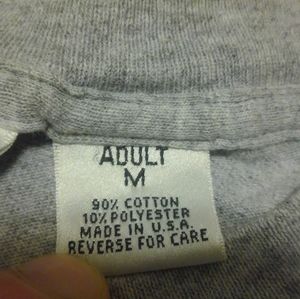 ADULT
M
90% COTTON
10% POLYESTER
MADE IN U.S.A.
REVERSE FOR CARE